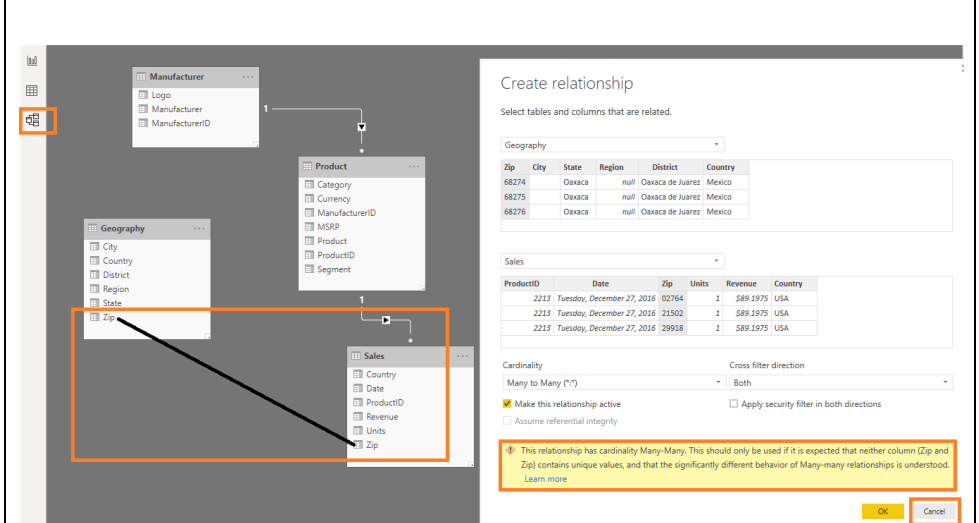 Manufacturer ...
Logo
Manufacturer
ManufacturerID
1
*
Product ...
Category
Currency
ManufacturerID
MSRP
Product
ProductID
Segment
Geography ...
City
Country
District
Region
State
Zip
1
*
Sales ...
Country
Date
ProductID
Revenue
Units
Zip
Create relationship
Select tables and columns that are related.
Geography
Zip City State Region District Country
68274 Oaxaca null Oaxaca de Juarez Mexico
68275 Oaxaca null Oaxaca de Juarez Mexico
68276 Oaxaca null Oaxaca de Juarez Mexico
Sales
ProductID Date Zip Units Revenue Country
2213 Tuesday, December 27, 2016 02764 1 $89.1975 USA
2213 Tuesday, December 27, 2016 21502 1 $89.1975 USA
2213 Tuesday, December 27, 2016 29918 1 $89.1975 USA
Cardinality Cross filter direction
Many to Many (*:*) Both
Make this relationship active Apply security filter in both directions
Assume referential integrity
This relationship has cardinality Many-Many. This should only be used if it is expected that neither column (Zip and
Zip) contains unique values, and that the significantly different behavior of Many-many relationships is understood.
Learn more
OK Cancel